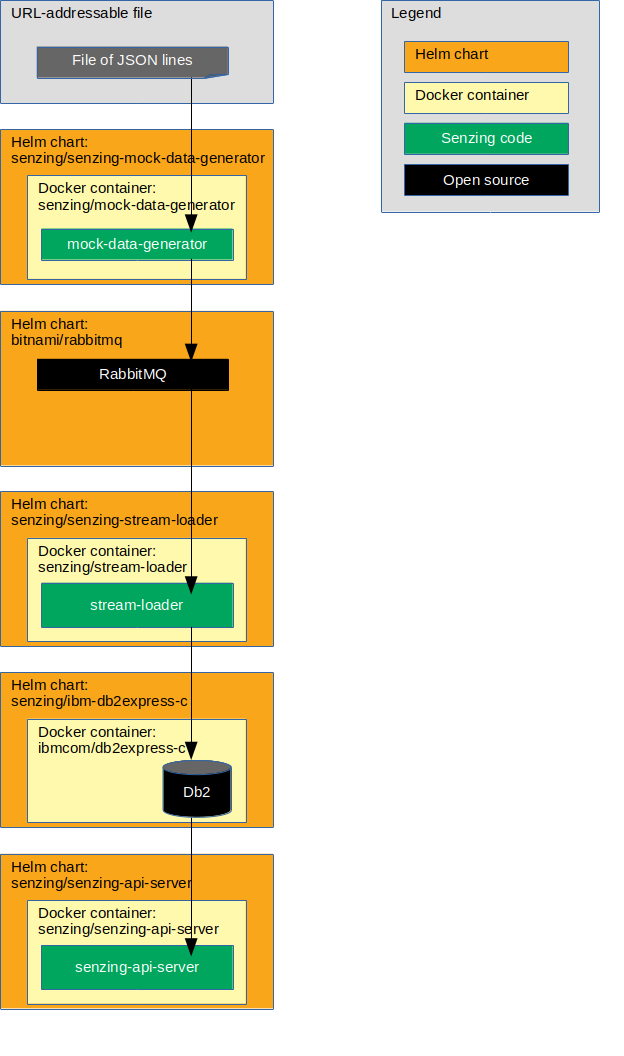 URL-addressable file
File of JSON lines
Helm chart:
senzing/senzing-mock-data-generator
Docker container:
senzing/mock-data-generator
mock-data-generator
Helm chart:
bitnami/rabbitmq
RabbitMQ
Helm chart:
senzing/senzing-stream-loader
Docker container:
senzing/stream-loader
stream-loader
Helm chart:
senzing/ibm-db2express-c
Docker container:
ibmcom/db2express-c
Db2
Helm chart:
senzing/senzing-api-server
Docker container:
senzing/senzing-api-server
senzing-api-server
Legend
Helm chart
Docker container
Senzing code
Open source